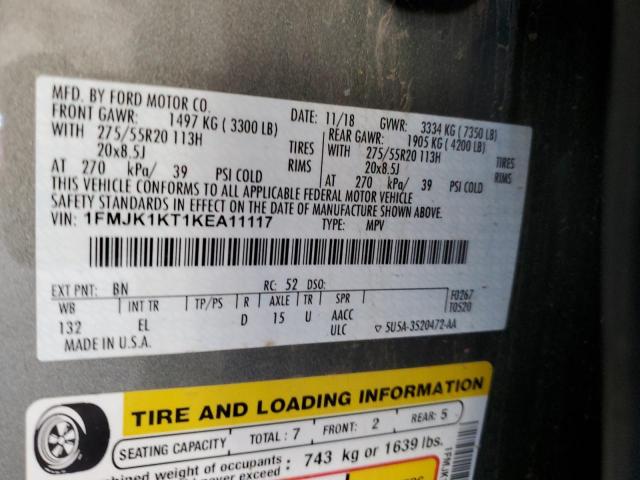 MFD. BY FORD MOTOR CO.
DATE: 11/18 GVWR: 3334 KG ( 7350 LB)
FRONT GAWR: 1497 KG ( 3300 LB)
REAR GAWR: 1905 KG ( 4200 LB)
WITH 275/55R20 113H TIRES
WITH 275/55R20 113H TIRES
20x8.5J RIMS
20x8.5J RIMS
AT 270 kPa/ 39 PSI COLD
AT 270 kPa/ 39 PSI COLD
THIS VEHICLE CONFORMS TO ALL APPLICABLE FEDERAL MOTOR VEHICLE
SAFETY STANDARDS IN EFFECT ON THE DATE OF MANUFACTURE SHOWN ABOVE.
VIN: 1FMJK1KT1KEA11117
TYPE: MPV
EXT PNT: BN RC: 52 DSO:
F0267
T0520
WB INT TR TP/PS R AXLE TR SPR
132 EL D 15 U AACC
ULC
MADE IN U.S.A.
5U5A-3520472-AA
TIRE AND LOADING INFORMATION
SEATING CAPACITY TOTAL : 7 FRONT: 2 REAR: 5
weight of occupants
743 kg or 1639 lbs.
exceed